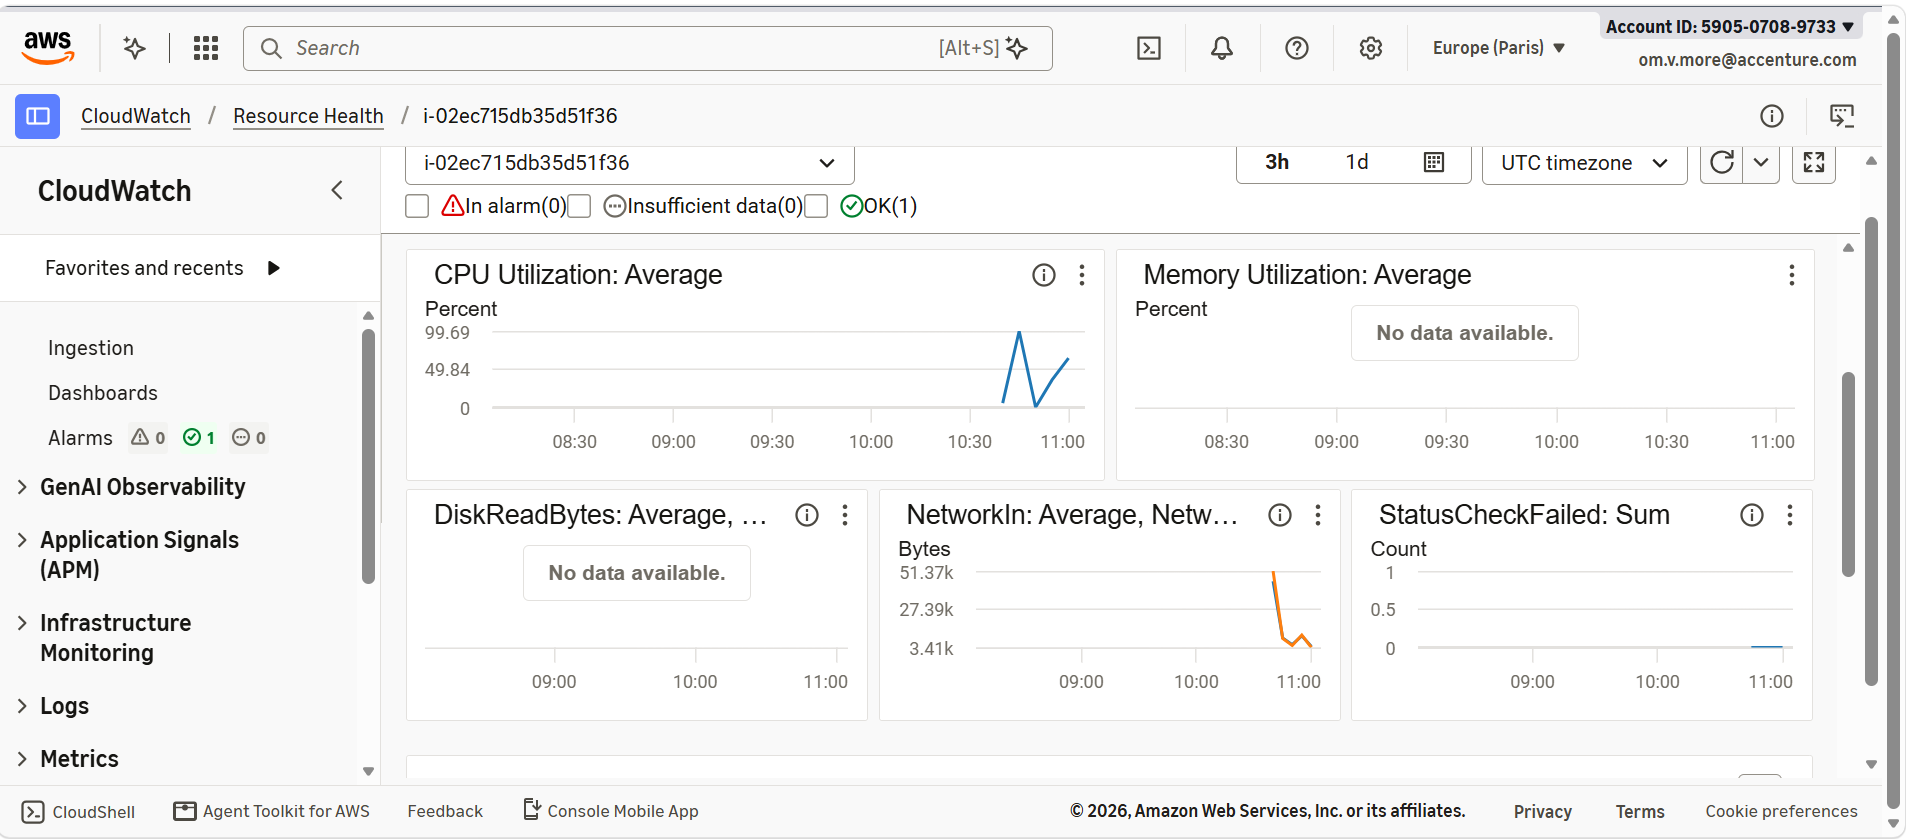 aws
Search [Alt+S]
Europe (Paris)
Account ID: 5905-0708-9733
om.v.more@accenture.com
CloudWatch / Resource Health / i-02ec715db35d51f36
CloudWatch
Favorites and recents
Ingestion
Dashboards
Alarms 0 1 0
GenAI Observability
Application Signals
(APM)
Infrastructure
Monitoring
Logs
Metrics
i-02ec715db35d51f36
3h 1d UTC timezone
In alarm(0) Insufficient data(0) OK(1)
CPU Utilization: Average
Percent
99.69
49.84
0
08:30 09:00 09:30 10:00 10:30 11:00
Memory Utilization: Average
Percent
No data available.
08:30 09:00 09:30 10:00 10:30 11:00
DiskReadBytes: Average, ...
No data available.
09:00 10:00 11:00
NetworkIn: Average, Netw...
Bytes
51.37k
27.39k
3.41k
09:00 10:00 11:00
StatusCheckFailed: Sum
Count
1
0.5
0
09:00 10:00 11:00
CloudShell Agent Toolkit for AWS Feedback Console Mobile App © 2026, Amazon Web Services, Inc. or its affiliates. Privacy Terms Cookie preferences